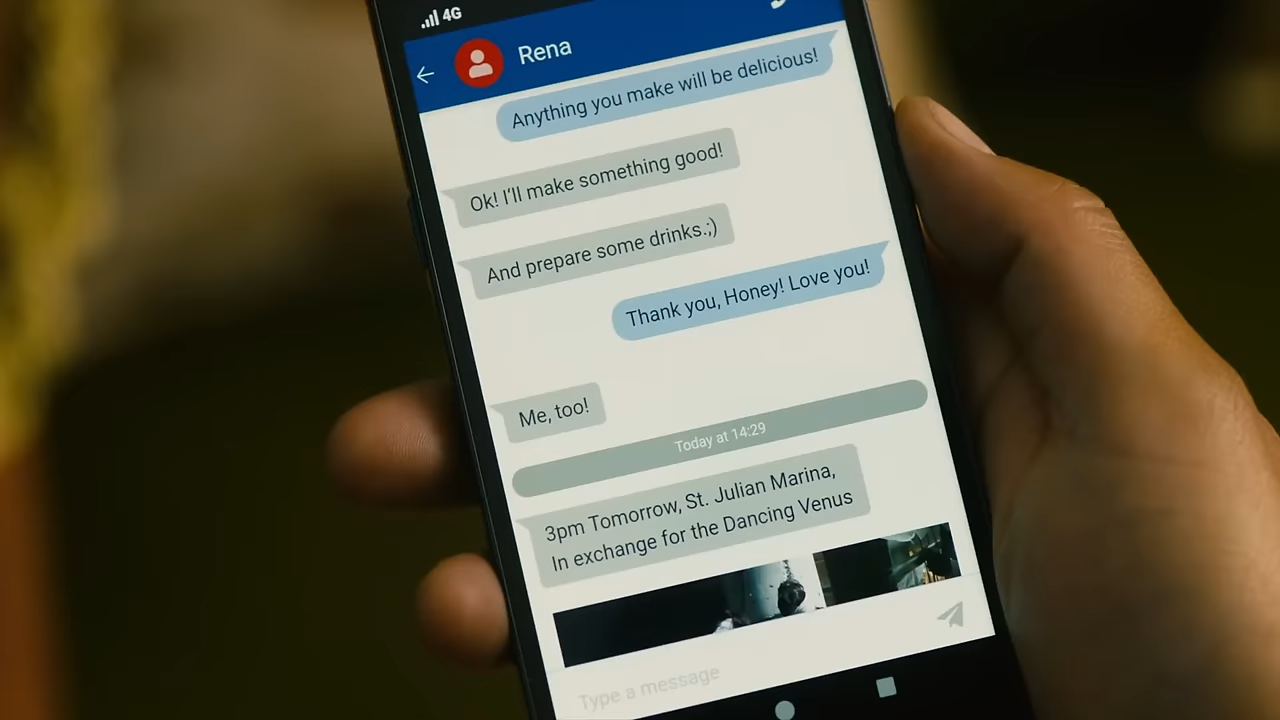 4G
Rena
Anything you make will be delicious!
Ok! I'll make something good!
And prepare some drinks.;)
Thank you, Honey! Love you!
Me, too!
Today at 14:29
3pm Tomorrow, St. Julian Marina,
In exchange for the Dancing Venus
Type a message